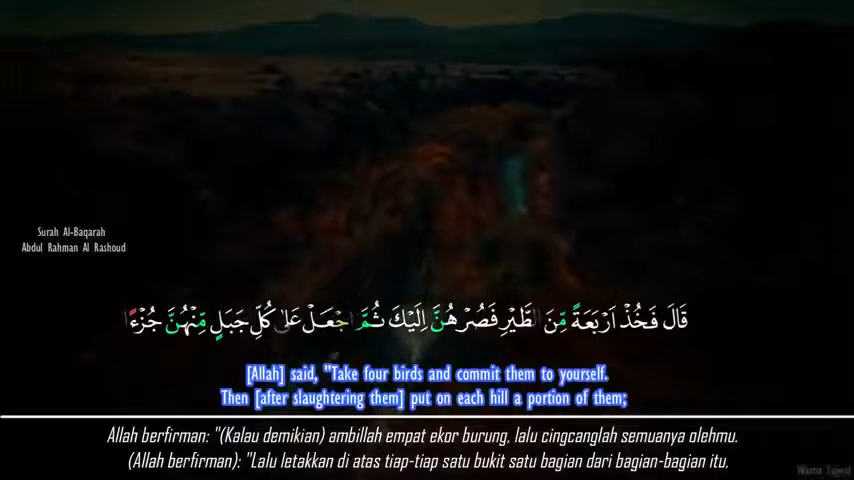 Surah Al-Baqarah
Abdul Rahman Al Rashoud
قَالَ فَخُذْ اَرْبَعَةً مِّنَ الطَّيْرِ فَصُرْهُنَّ اِلَيْكَ ثُمَّ اجْعَلْ عَلٰى كُلِّ جَبَلٍ مِّنْهُنَّ جُزْءًا
[Allah] said, "Take four birds and commit them to yourself.
Then [after slaughtering them] put on each hill a portion of them;
Allah berfirman: "(Kalau demikian) ambillah empat ekor burung, lalu cingcanglah semuanya olehmu.
(Allah berfirman): "Lalu letakkan di atas tiap-tiap satu bukit satu bagian dari bagian-bagian itu,
Warna Tajwid